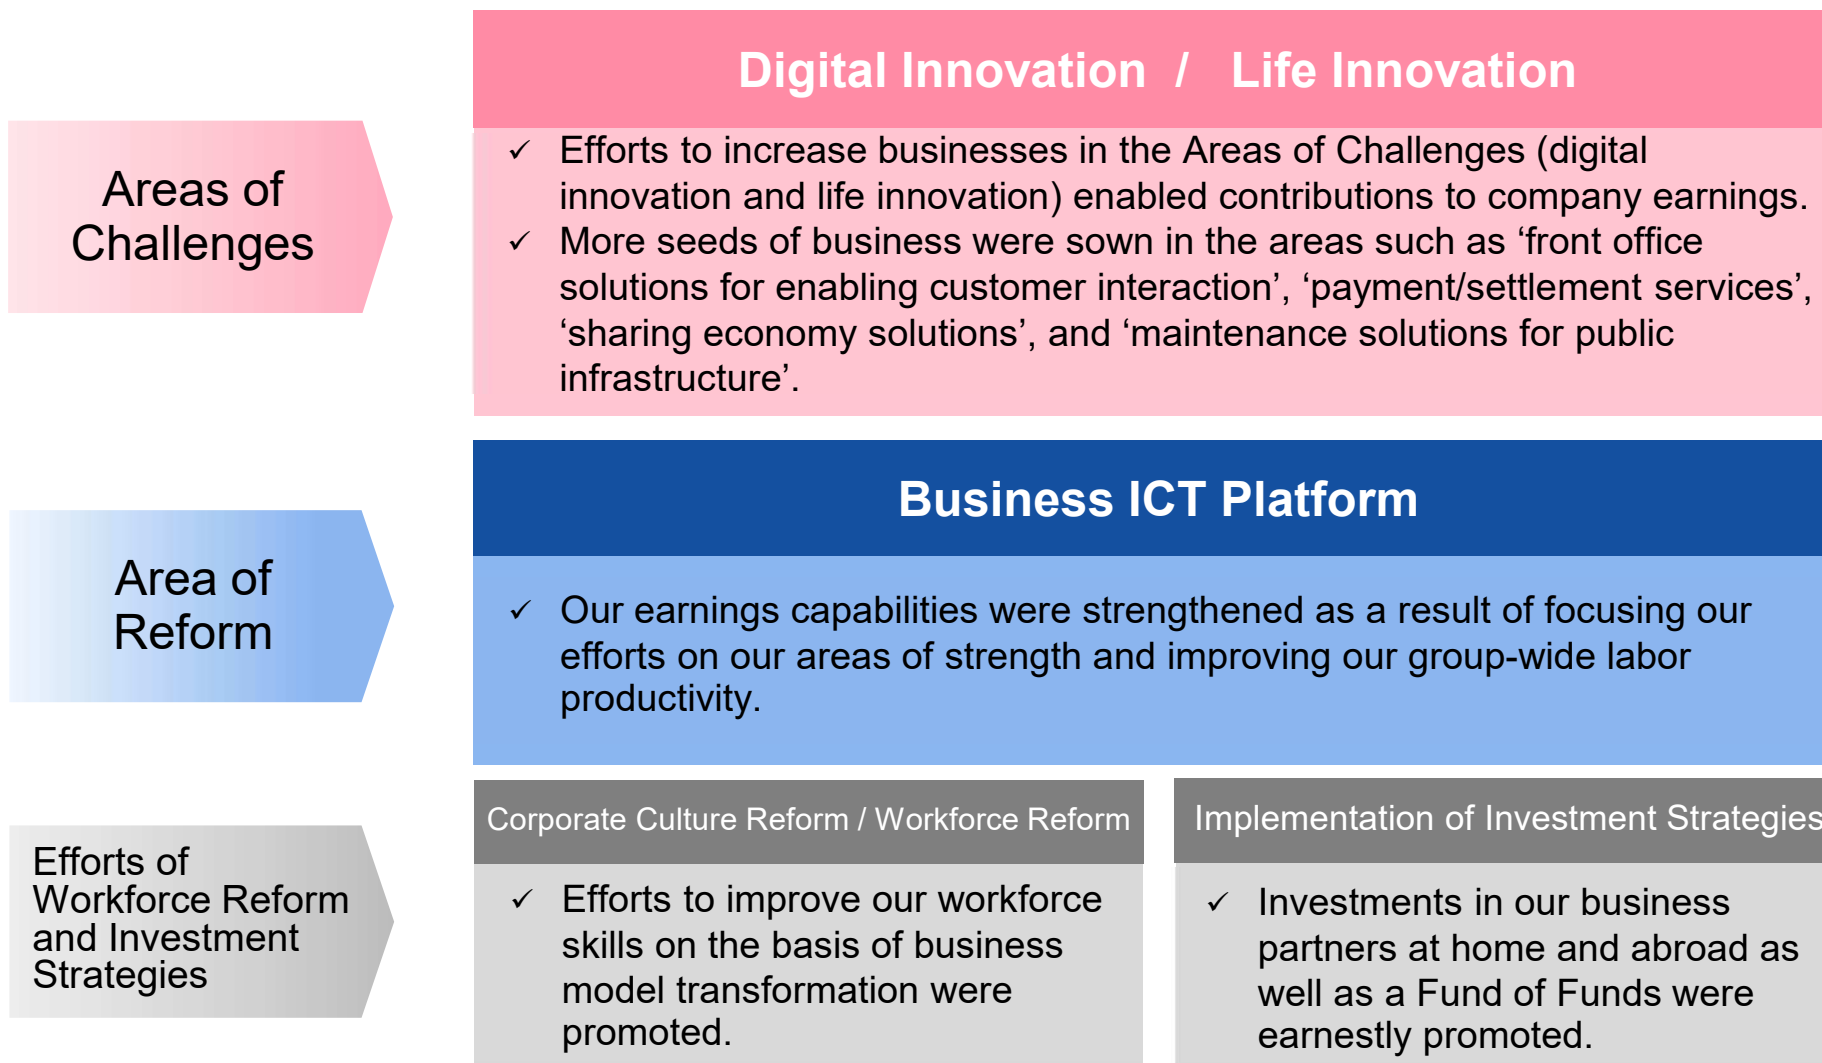 Digital Innovation / Life Innovation
Areas of
Challenges
✓ Efforts to increase businesses in the Areas of Challenges (digital
innovation and life innovation) enabled contributions to company earnings.
✓ More seeds of business were sown in the areas such as ‘front office
solutions for enabling customer interaction’, ‘payment/settlement services’,
‘sharing economy solutions’, and ‘maintenance solutions for public
infrastructure’.
Business ICT Platform
Area of
Reform
✓ Our earnings capabilities were strengthened as a result of focusing our
efforts on our areas of strength and improving our group-wide labor
productivity.
Efforts of
Workforce Reform
and Investment
Strategies
Corporate Culture Reform / Workforce Reform
✓ Efforts to improve our workforce
skills on the basis of business
model transformation were
promoted.
Implementation of Investment Strategies
✓ Investments in our business
partners at home and abroad as
well as a Fund of Funds were
earnestly promoted.